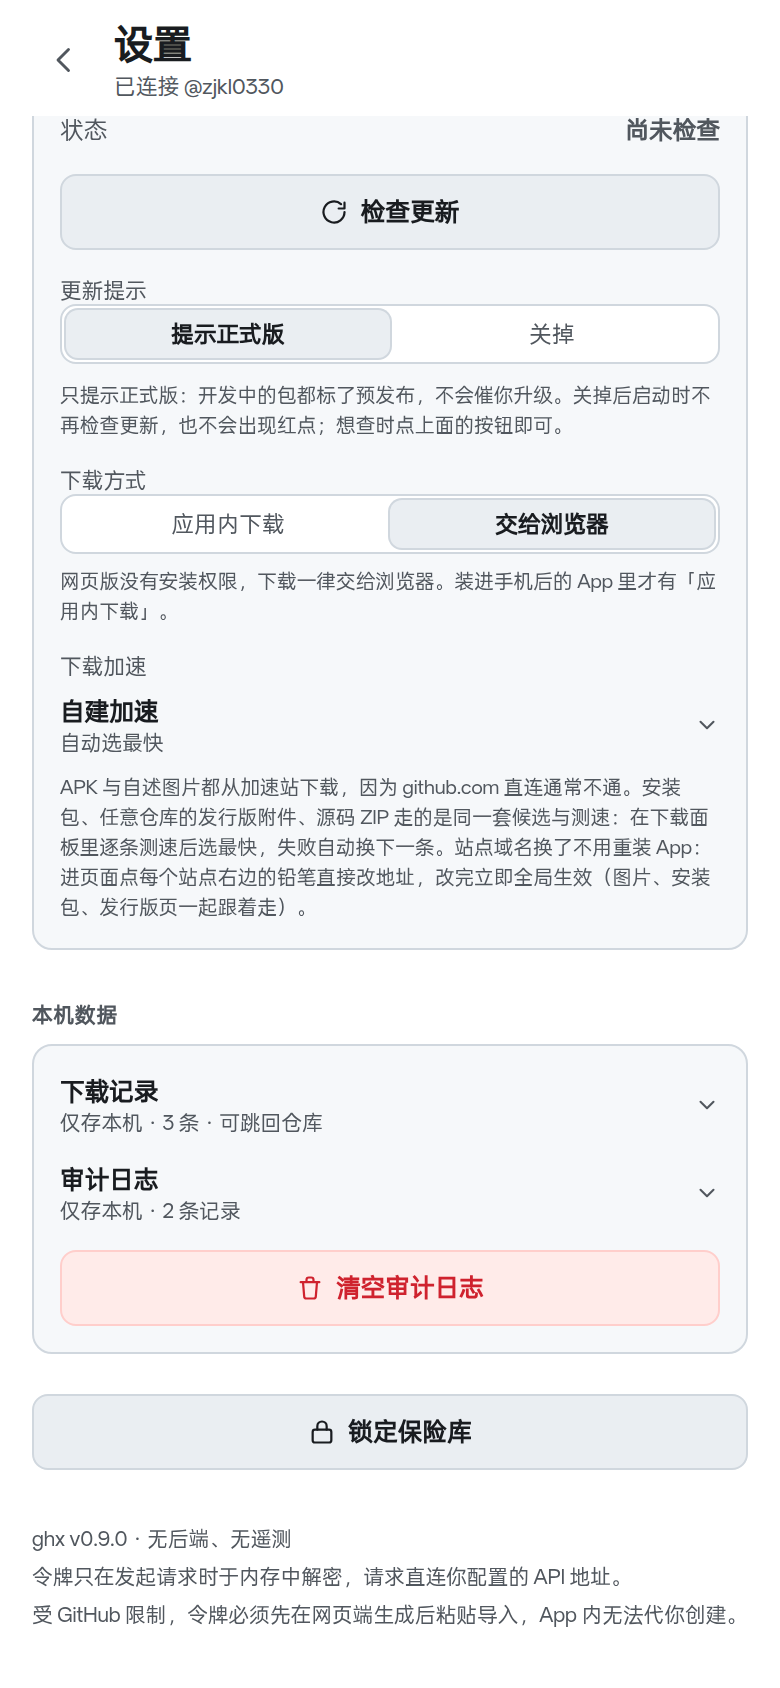 设置
已连接 @zjkl0330
状态 尚未检查
检查更新
更新提示
提示正式版 关掉
只提示正式版：开发中的包都标了预发布，不会催你升级。关掉后启动时不
再检查更新，也不会出现红点；想查时点上面的按钮即可。
下载方式
应用内下载 交给浏览器
网页版没有安装权限，下载一律交给浏览器。装进手机后的 App 里才有「应
用内下载」。
下载加速
自建加速
自动选最快
APK 与自述图片都从加速站下载，因为 github.com 直连通常不通。安装
包、任意仓库的发行版附件、源码 ZIP 走的是同一套候选与测速：在下载面
板里逐条测速后选最快，失败自动换下一条。站点域名换了不用重装 App：
进页面点每个站点右边的铅笔直接改地址，改完立即全局生效（图片、安装
包、发行版页一起跟着走）。
本机数据
下载记录
仅存本机 · 3 条 · 可跳回仓库
审计日志
仅存本机 · 2 条记录
清空审计日志
锁定保险库
ghx v0.9.0 · 无后端、无遥测
令牌只在发起请求时于内存中解密，请求直连你配置的 API 地址。
受 GitHub 限制，令牌必须先在网页端生成后粘贴导入，App 内无法代你创建。